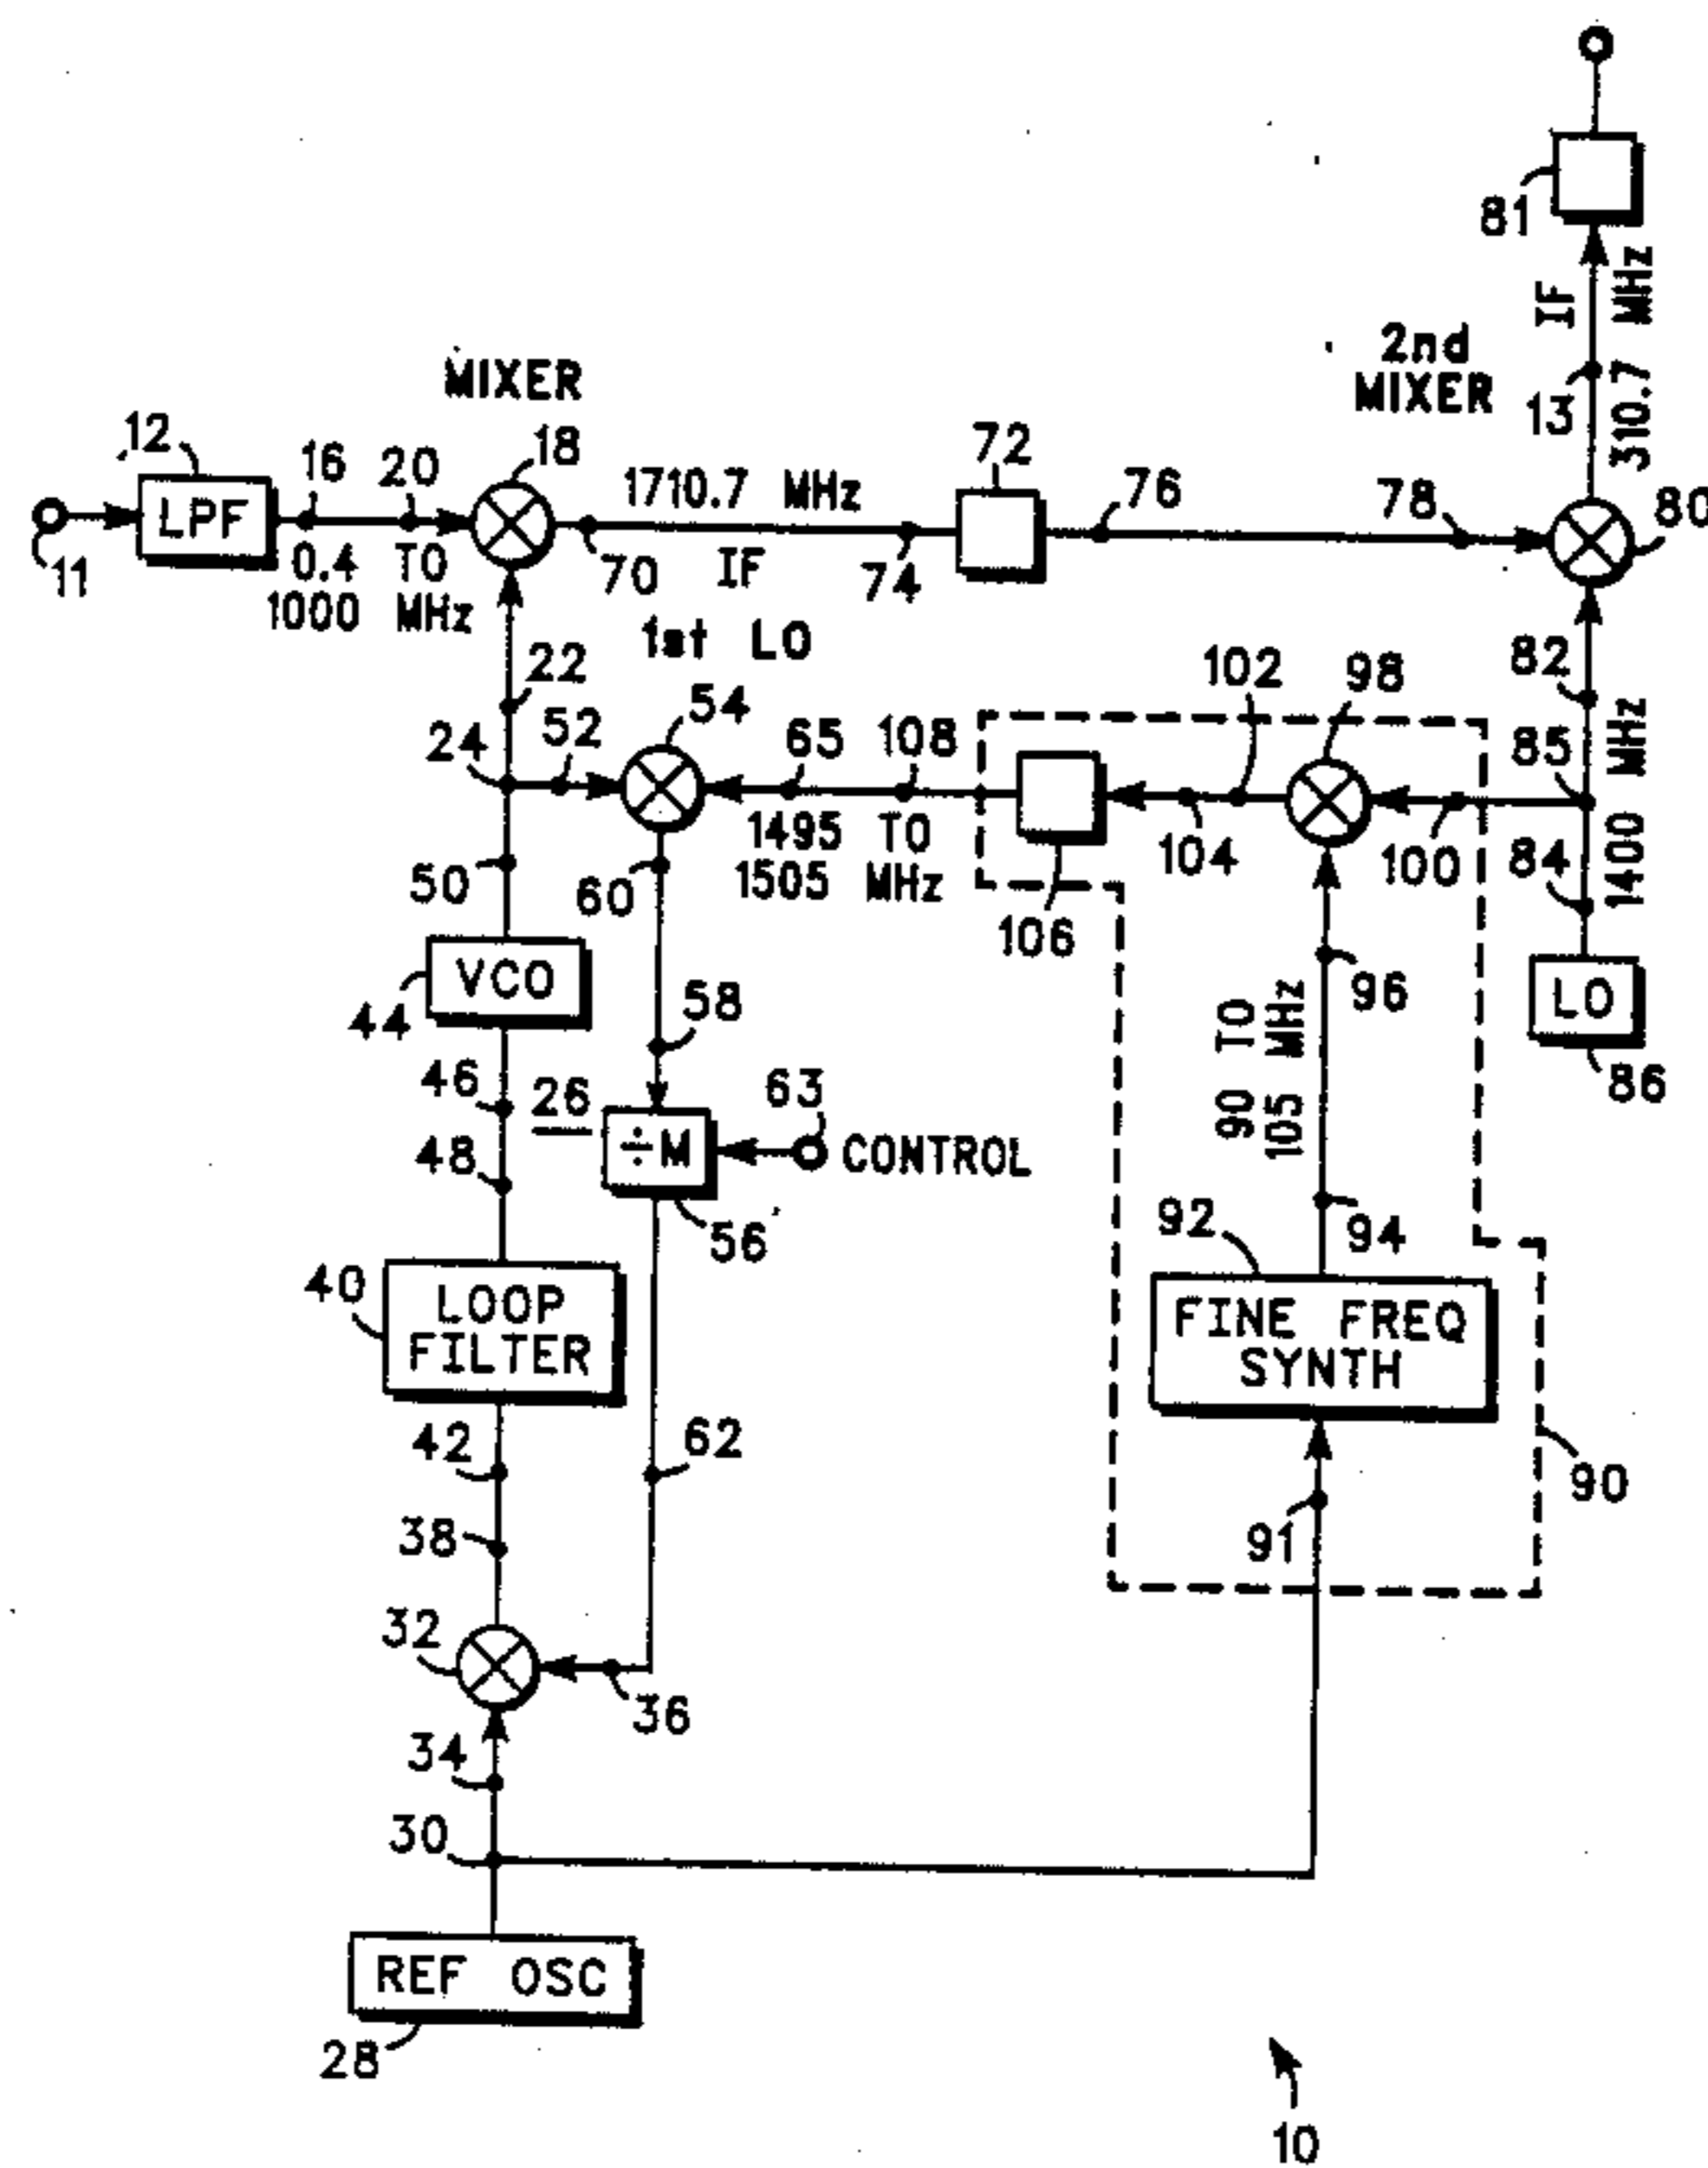 81
IF
310.7 MHz
13
2nd
MIXER
MIXER
12
LPF
11
16
20
0.4 TO
1000 MHz
18
1710.7 MHz
IF
70
74
72
76
78
80
1st LO
22
24
52
54
65
108
1495 TO
1505 MHz
102
98
104
100
106
82
85
84
1400 MHz
LO
86
50
60
VCO
44
58
46
26
63
÷M
CONTROL
48
56
90 TO
105 MHz
96
94
92
FINE FREQ
SYNTH
90
91
40
LOOP
FILTER
42
62
38
32
36
34
30
REF OSC
28
10